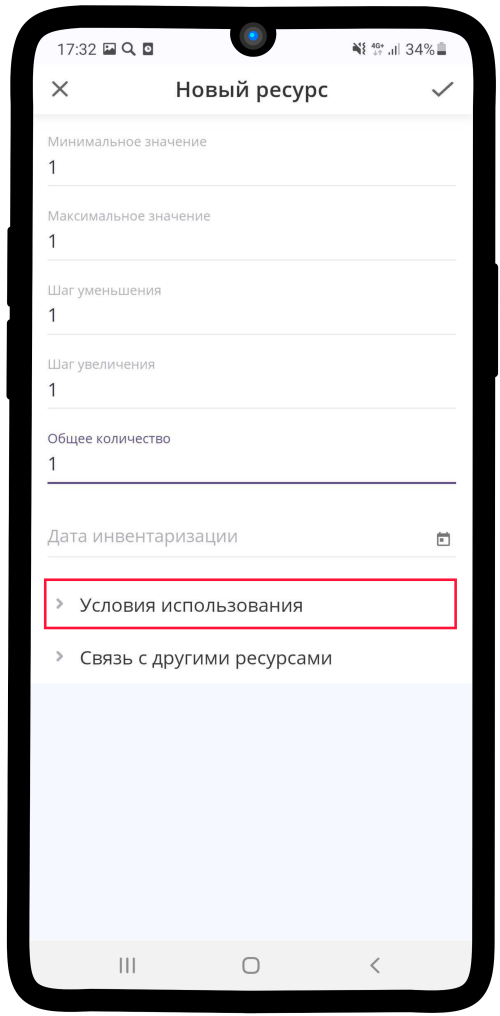 17:32 4G+ 34%
Новый ресурс
Минимальное значение
1
Максимальное значение
1
Шаг уменьшения
1
Шаг увеличения
1
Общее количество
1
Дата инвентаризации
Условия использования
Связь с другими ресурсами